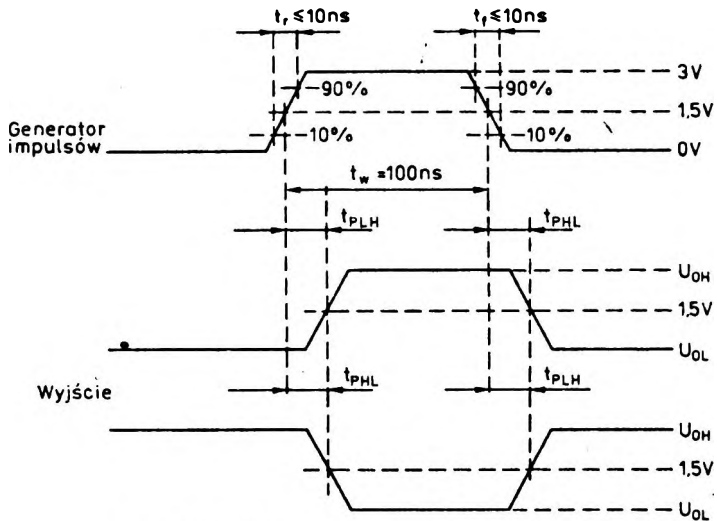 tr ≤ 10ns
tf ≤ 10ns
3V
90%
90%
1,5V
Generator
impulsów
10%
10%
0V
tw = 100ns
tPLH
tPHL
UOH
1,5V
UOL
Wyjście
tPHL
tPLH
UOH
1,5V
UOL